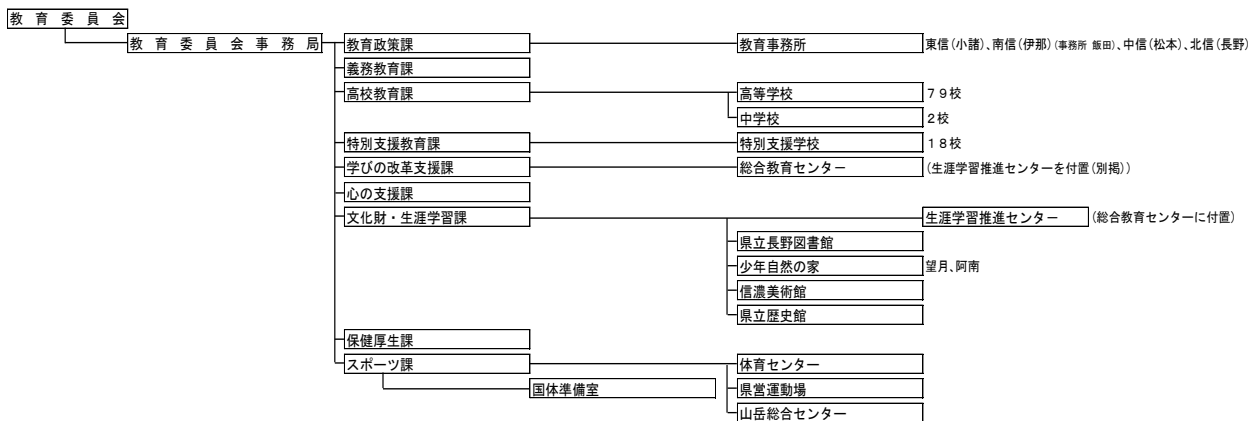 教育委員会
教育委員会事務局 教育政策課 教育事務所 東信(小諸)、南信(伊那)(事務所 飯田)、中信(松本)、北信(長野)
義務教育課
高校教育課 高等学校 79校
中学校 2校
特別支援教育課 特別支援学校 18校
学びの改革支援課 総合教育センター (生涯学習推進センターを付置(別掲))
心の支援課
文化財・生涯学習課 生涯学習推進センター (総合教育センターに付置)
県立長野図書館
少年自然の家 望月、阿南
信濃美術館
県立歴史館
保健厚生課
スポーツ課 体育センター
国体準備室 県営運動場
山岳総合センター